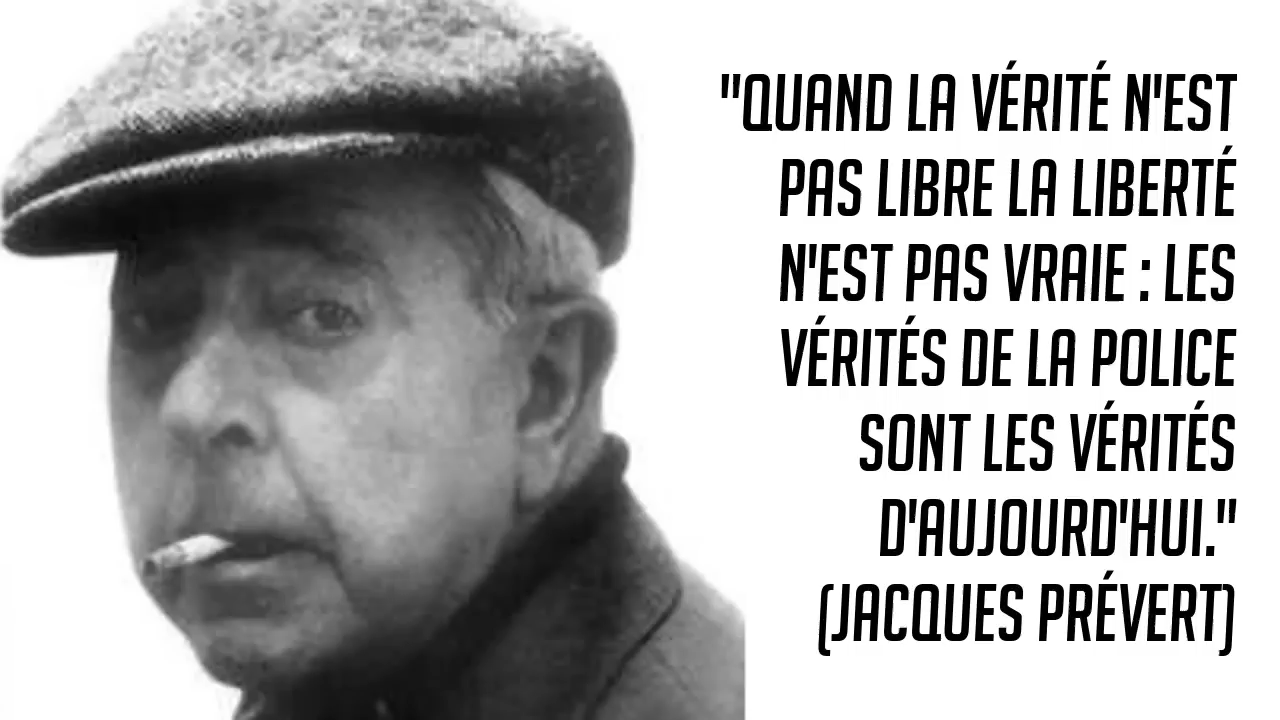 "QUAND LA VÉRITÉ N'EST
PAS LIBRE LA LIBERTÉ
N'EST PAS VRAIE : LES
VÉRITÉS DE LA POLICE
SONT LES VÉRITÉS
D'AUJOURD'HUI."
(JACQUES PRÉVERT)